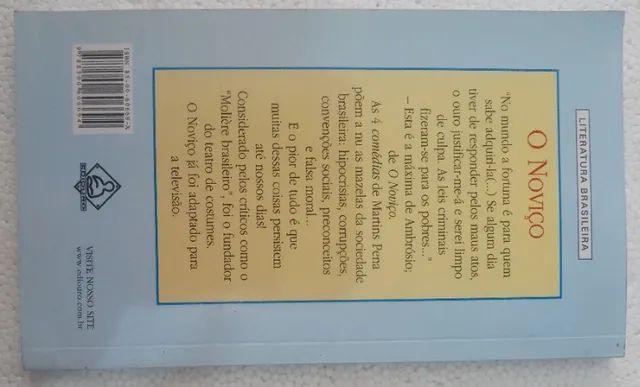 LITERATURA BRASILEIRA
O NOVIÇO
"No mundo a fortuna é para quem
sabe adquiri-la(...) Se algum dia
tiver de responder pelos maus atos,
o ouro justificar-me-á e serei limpo
de culpa. As leis criminais
fizeram-se para os pobres..."
– Esta é a máxima de Ambrósio;
de O Noviço.
As 4 comédias de Martins Pena
põem a nu as mazelas da sociedade
brasileira: hipocrisias, corrupções,
convenções sociais, preconceitos
e falsa moral...
E o pior de tudo é que
muitas dessas coisas persistem
até nossos dias!
Considerado pelos críticos como o
"Molière brasileiro", foi o fundador
do teatro de costumes.
O Noviço já foi adaptado para
a televisão.
VISITE NOSSO SITE
www.ediouro.com.br